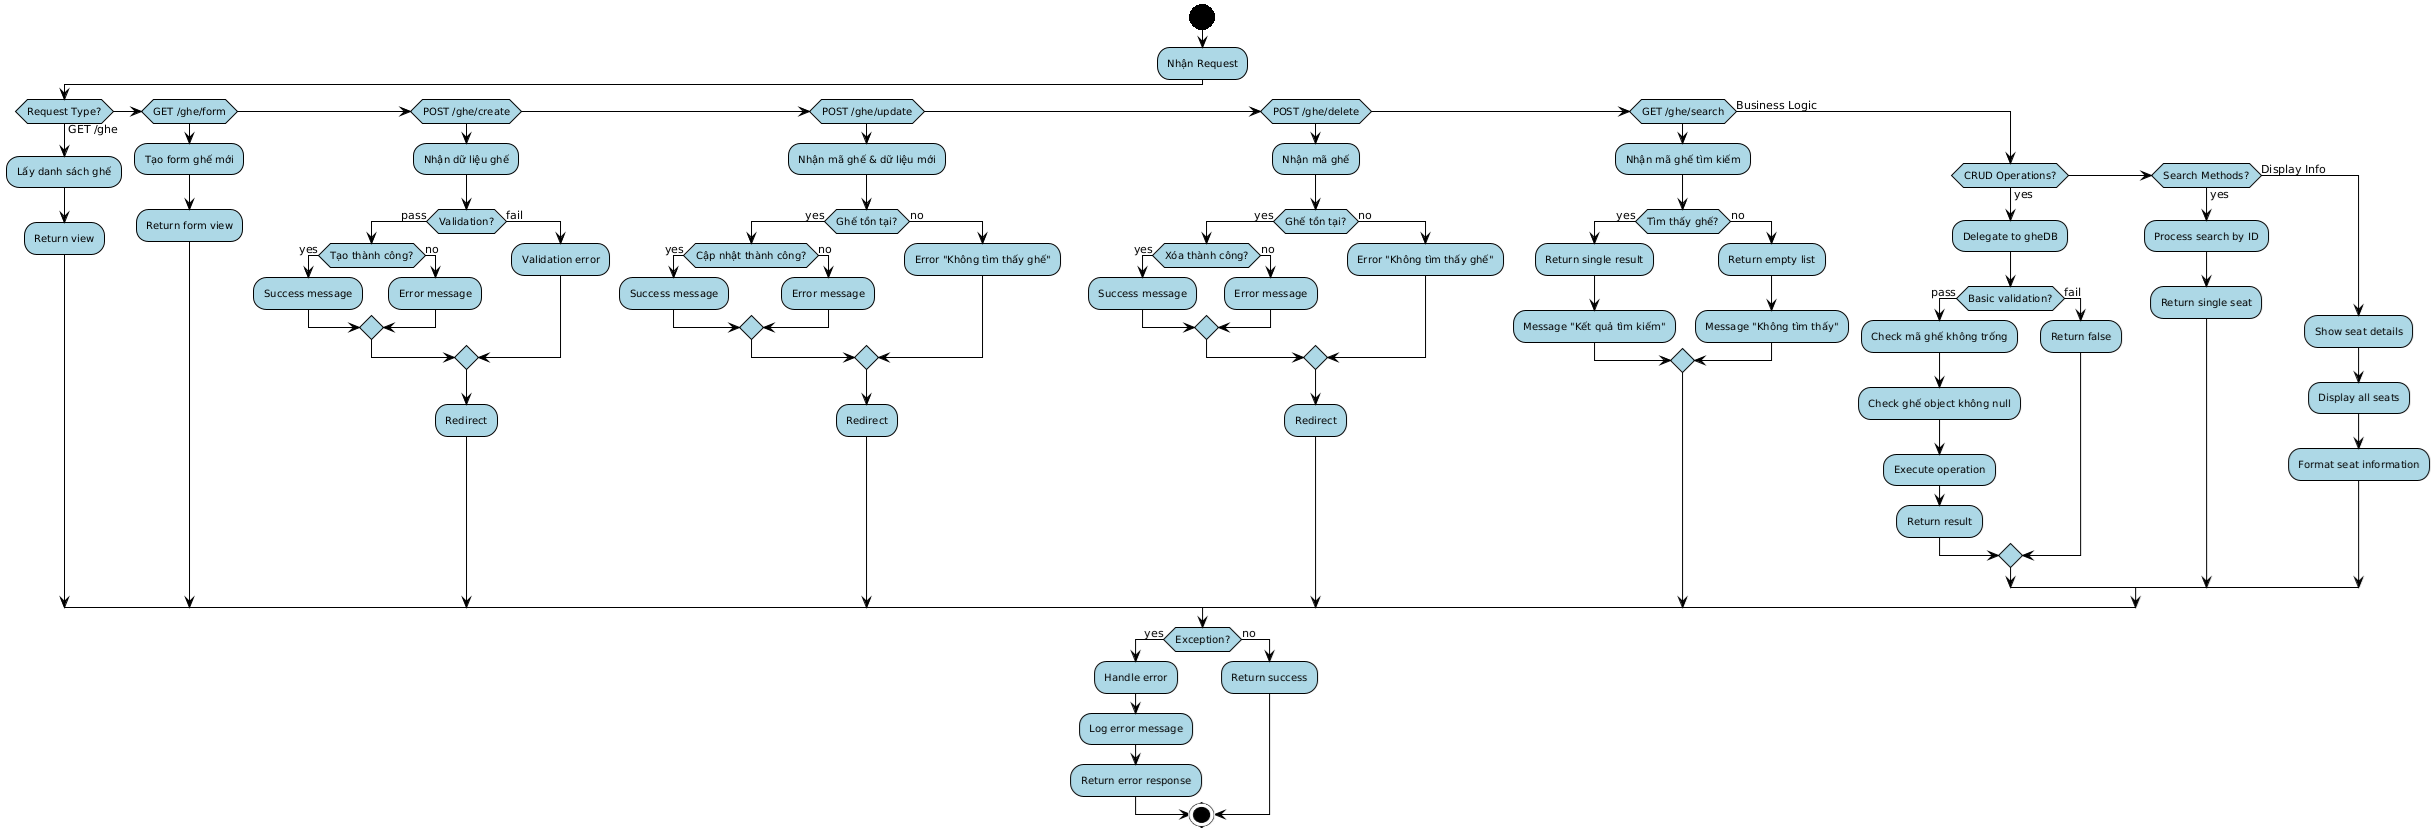 Nhận Request
Request Type?
GET /ghe/form
POST /ghe/create
POST /ghe/update
POST /ghe/delete
GET /ghe/search
Business Logic
GET /ghe
Lấy danh sách ghế
Return view
Tạo form ghế mới
Return form view
Nhận dữ liệu ghế
pass
Validation?
fail
yes
Tạo thành công?
no
Validation error
Success message
Error message
Redirect
Nhận mã ghế & dữ liệu mới
yes
Ghế tồn tại?
no
yes
Cập nhật thành công?
no
Error "Không tìm thấy ghế"
Success message
Error message
Redirect
Nhận mã ghế
yes
Ghế tồn tại?
no
yes
Xóa thành công?
no
Error "Không tìm thấy ghế"
Success message
Error message
Redirect
Nhận mã ghế tìm kiếm
yes
Tìm thấy ghế?
no
Return single result
Return empty list
Message "Kết quả tìm kiếm"
Message "Không tìm thấy"
CRUD Operations?
Search Methods?
Display Info
yes
Delegate to gheDB
pass
Basic validation?
fail
Check mã ghế không trống
Return false
Check ghế object không null
Execute operation
Return result
yes
Process search by ID
Return single seat
Show seat details
Display all seats
Format seat information
yes
Exception?
no
Handle error
Return success
Log error message
Return error response